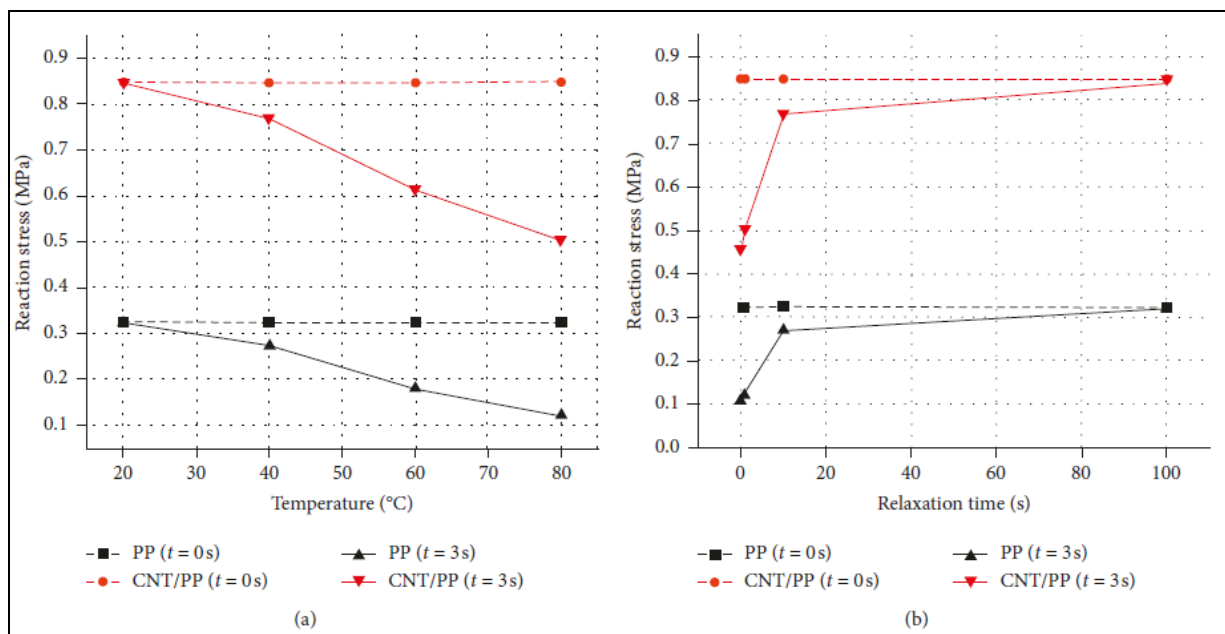 0.9
0.8
0.7
0.6
0.5
0.4
0.3
0.2
0.1
Reaction stress (MPa)
20 30 40 50 60 70 80
Temperature (°C)
PP (t = 0 s) PP (t = 3 s)
CNT/PP (t = 0 s) CNT/PP (t = 3 s)
(a)
0.9
0.8
0.7
0.6
0.5
0.4
0.3
0.2
0.1
0.0
Reaction stress (MPa)
0 20 40 60 80 100
Relaxation time (s)
PP (t = 0 s) PP (t = 3 s)
CNT/PP (t = 0 s) CNT/PP (t = 3 s)
(b)